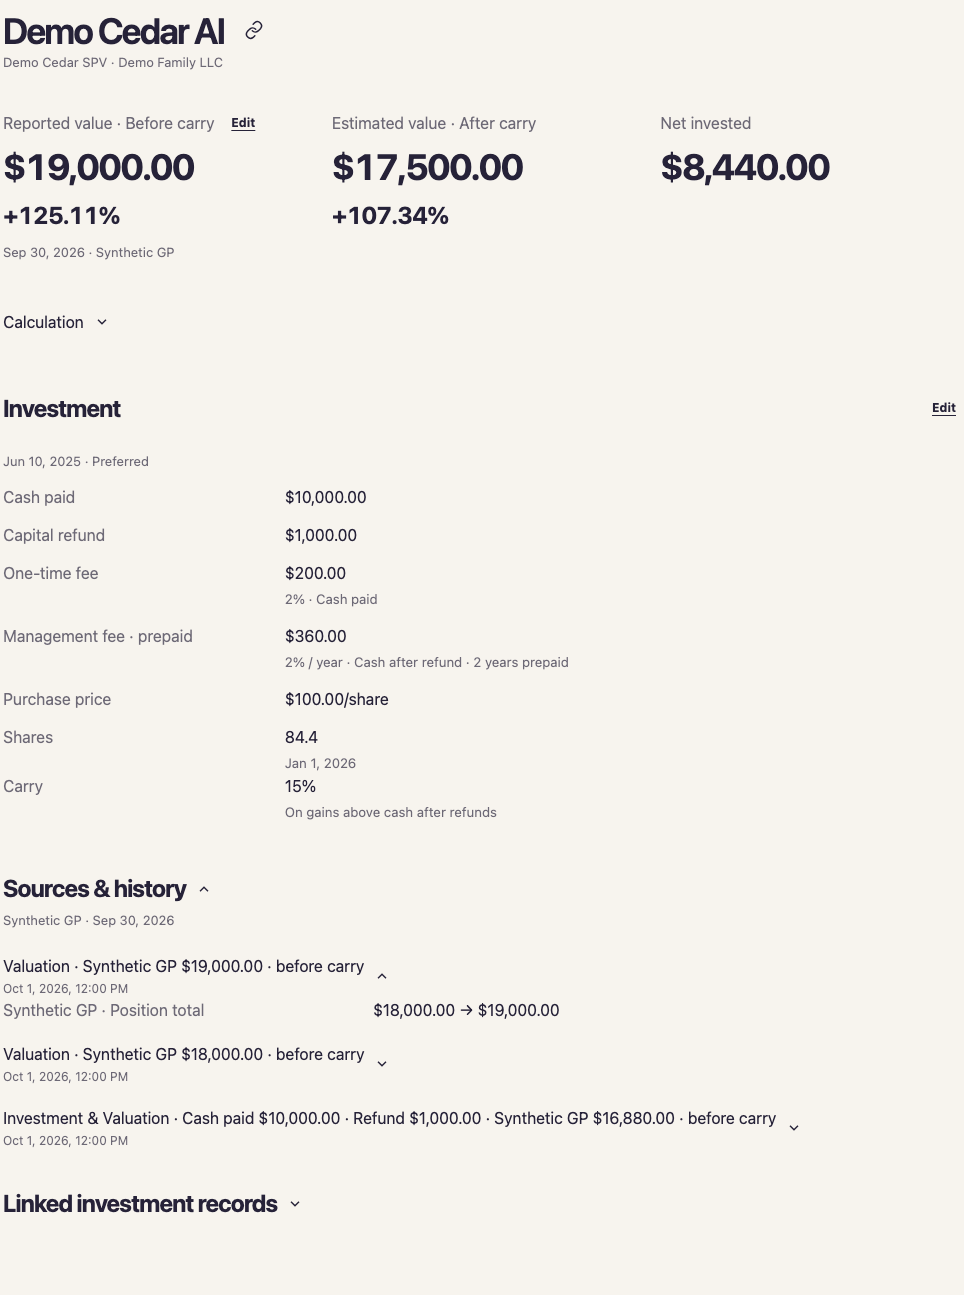 Demo Cedar AI
Demo Cedar SPV · Demo Family LLC
Reported value · Before carry Edit
$19,000.00
+125.11%
Sep 30, 2026 · Synthetic GP
Estimated value · After carry
$17,500.00
+107.34%
Net invested
$8,440.00
Calculation
Investment Edit
Jun 10, 2025 · Preferred
Cash paid $10,000.00
Capital refund $1,000.00
One-time fee $200.00
2% · Cash paid
Management fee · prepaid $360.00
2% / year · Cash after refund · 2 years prepaid
Purchase price $100.00/share
Shares 84.4
Jan 1, 2026
Carry 15%
On gains above cash after refunds
Sources & history
Synthetic GP · Sep 30, 2026
Valuation · Synthetic GP $19,000.00 · before carry
Oct 1, 2026, 12:00 PM
Synthetic GP · Position total $18,000.00 → $19,000.00
Valuation · Synthetic GP $18,000.00 · before carry
Oct 1, 2026, 12:00 PM
Investment & Valuation · Cash paid $10,000.00 · Refund $1,000.00 · Synthetic GP $16,880.00 · before carry
Oct 1, 2026, 12:00 PM
Linked investment records